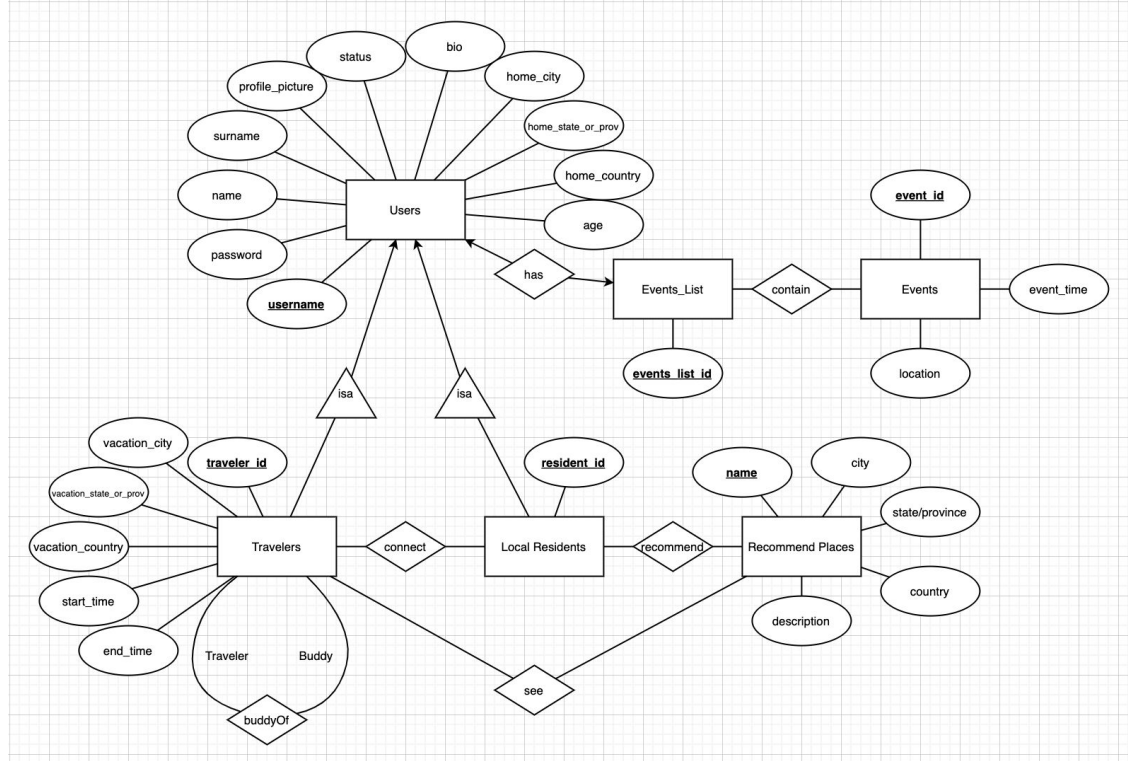 bio
status
home_city
profile_picture
home_state_or_prov
surname
home_country
name
Users
event_id
age
password
has
Events_List
contain
Events
event_time
username
events_list_id
location
isa
isa
vacation_city
traveler_id
resident_id
name
city
vacation_state_or_prov
state/province
vacation_country
Travelers
connect
Local Residents
recommend
Recommend Places
start_time
country
description
end_time
Traveler
Buddy
see
buddyOf